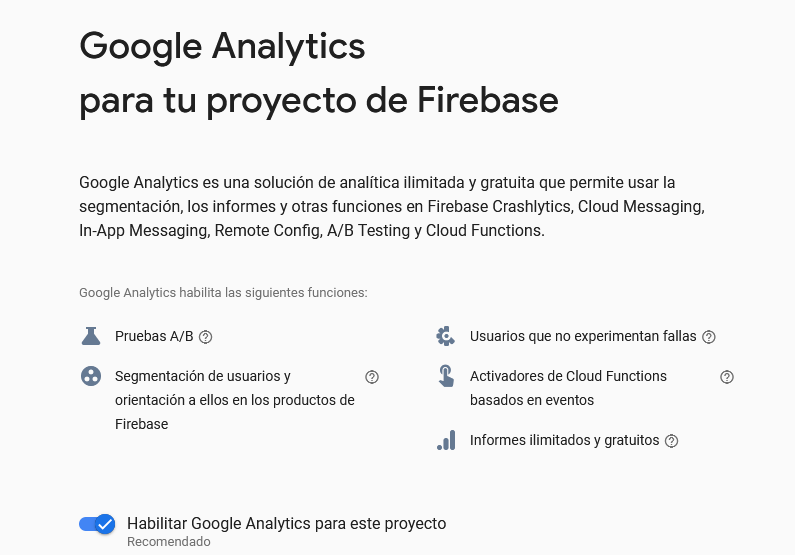 Google Analytics
para tu proyecto de Firebase
Google Analytics es una solución de analítica ilimitada y gratuita que permite usar la
segmentación, los informes y otras funciones en Firebase Crashlytics, Cloud Messaging,
In-App Messaging, Remote Config, A/B Testing y Cloud Functions.
Google Analytics habilita las siguientes funciones:
Pruebas A/B
Segmentación de usuarios y
orientación a ellos en los productos de
Firebase
Usuarios que no experimentan fallas
Activadores de Cloud Functions
basados en eventos
Informes ilimitados y gratuitos
Habilitar Google Analytics para este proyecto
Recomendado